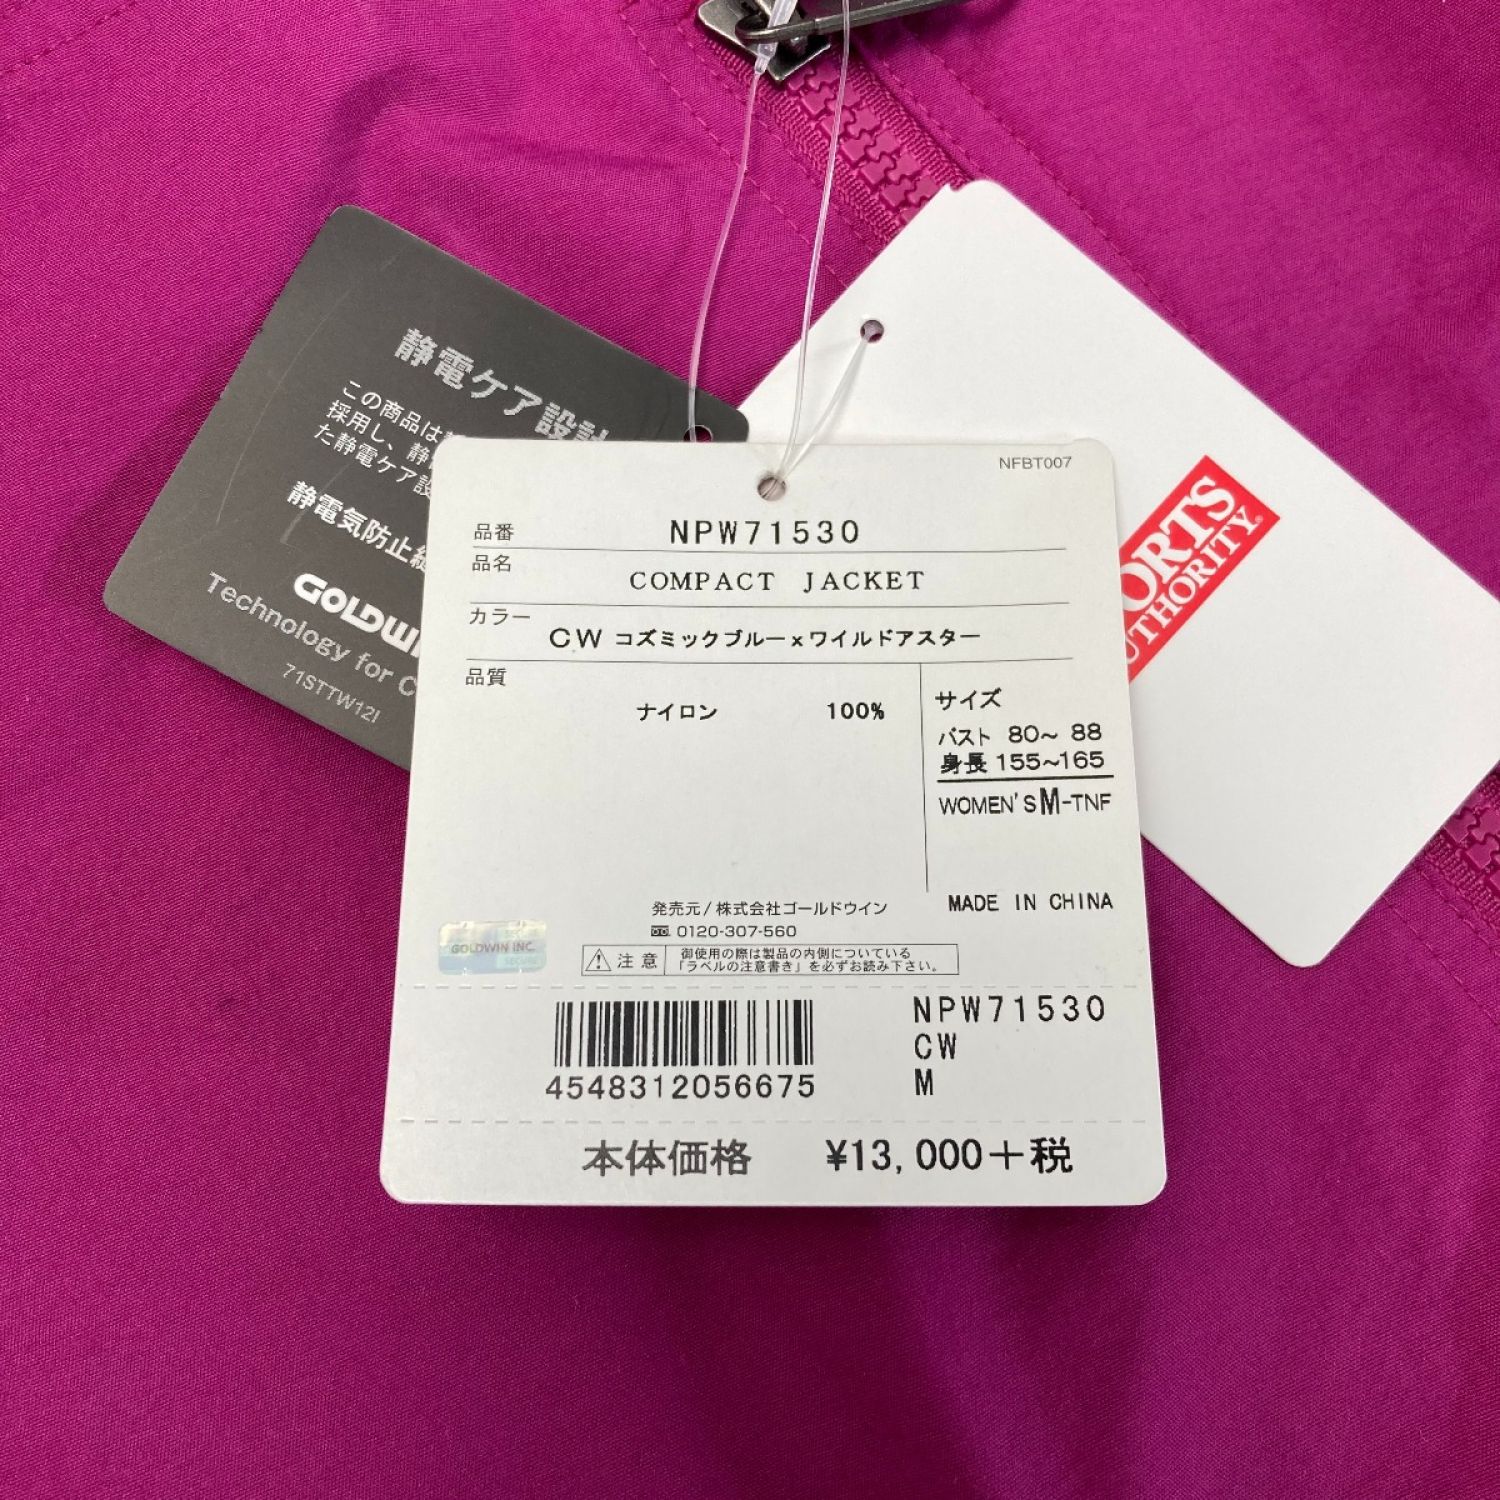 静電ケア設計
この商品は
採用し、静
た静電ケア設
静電気防止
GOLDWI
Technology for C
71STTW12I
ORTS
UTHORITY®
NFBT007
品番 NPW71530
品名 COMPACT JACKET
カラー CW コズミックブルーxワイルドアスター
品質 ナイロン 100%
サイズ
バスト 80〜 88
身長 155〜165
WOMEN'S M-TNF
MADE IN CHINA
発売元/株式会社ゴールドウイン
0120-307-560
GOLDWIN INC.
SECURE
注意 御使用の際は製品の内側についている
「ラベルの注意書き」を必ずお読み下さい。
NPW71530
CW
M
4548312056675
本体価格 ¥13,000+税